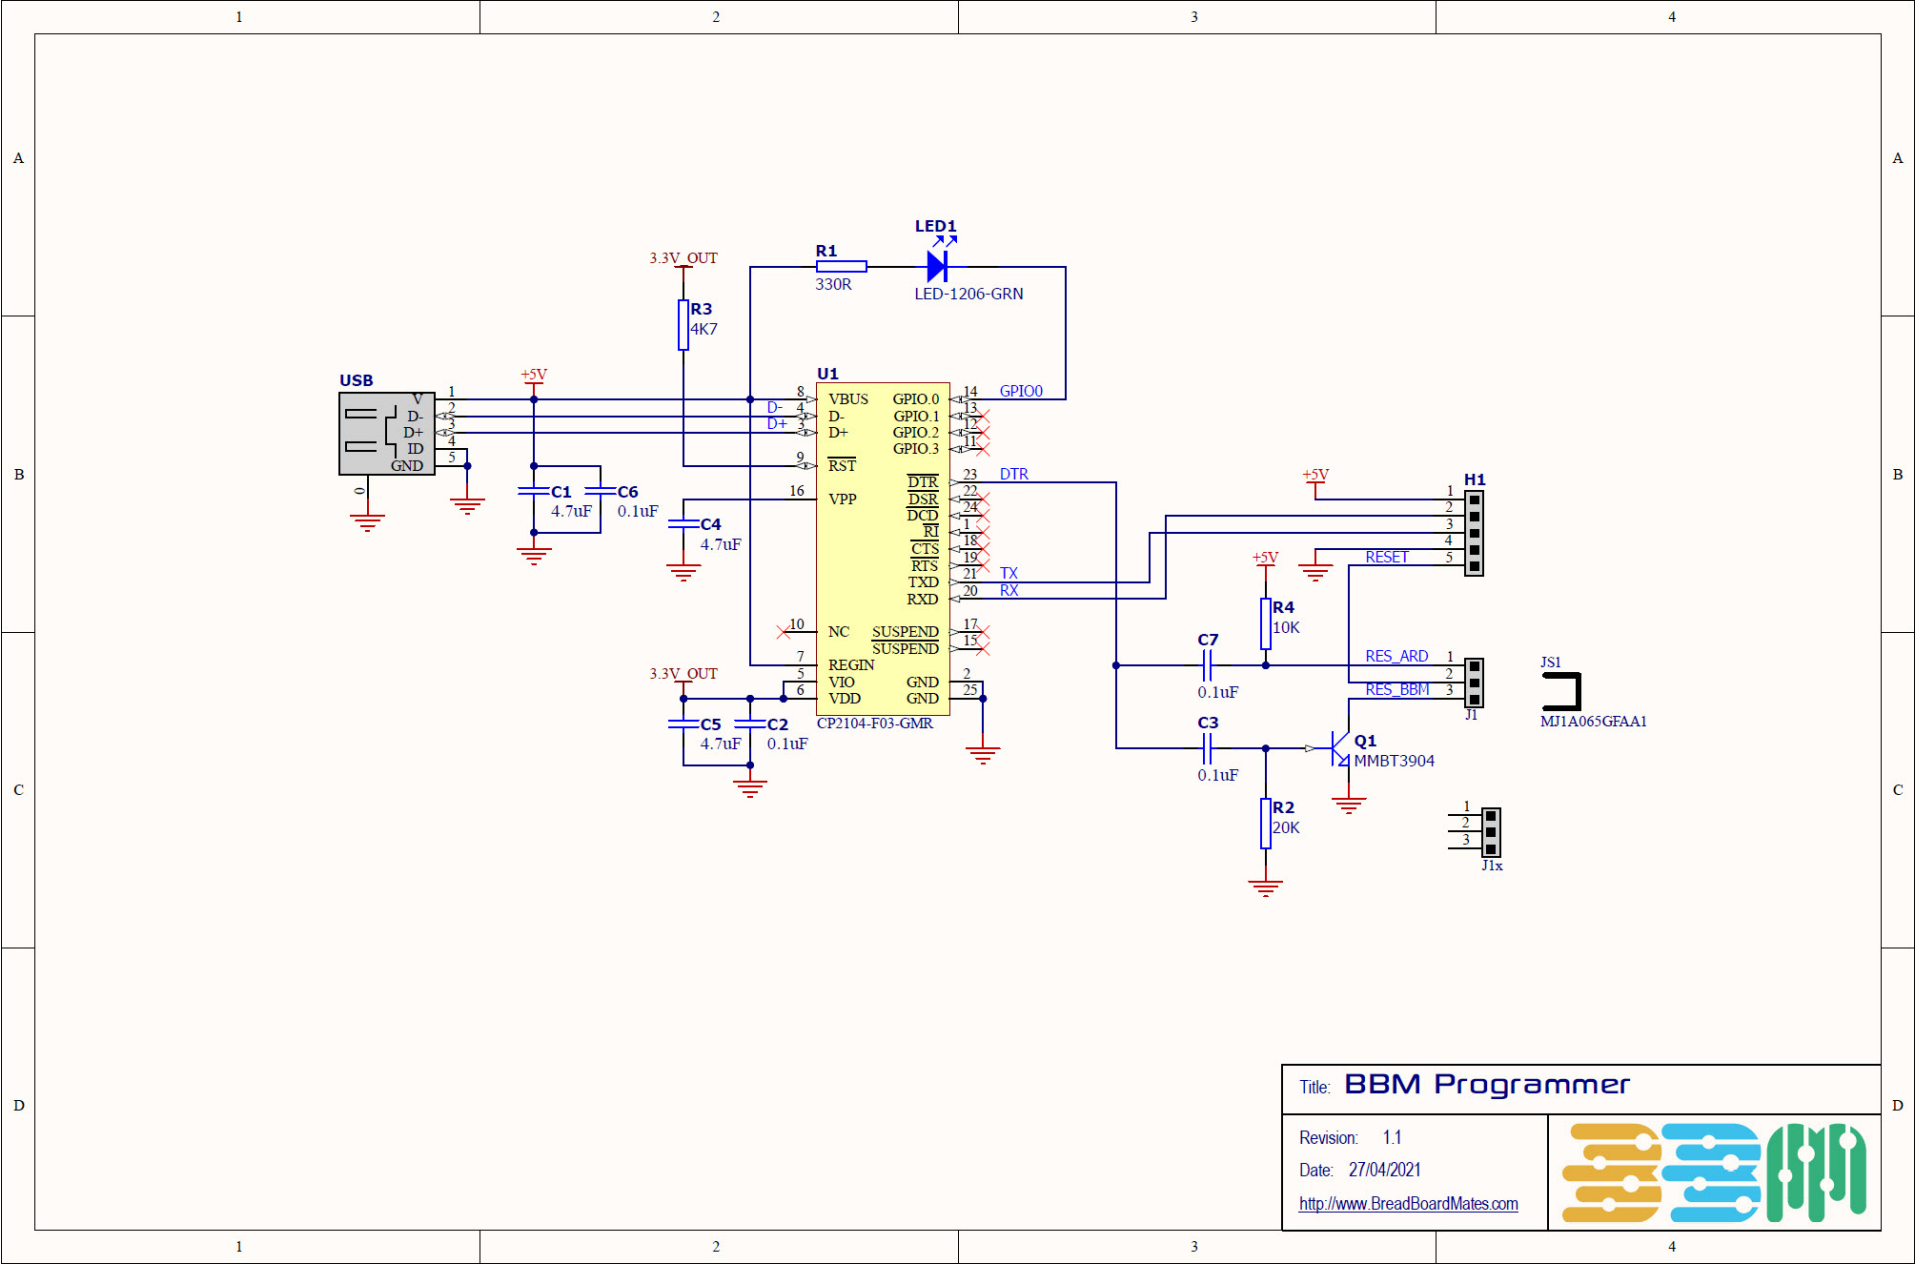 1 2 3 4
A A
LED1
R1
330R
LED-1206-GRN
3.3V_OUT
R3
4K7
USB
+5V
U1
V 1
D- 2
D+ 3
ID 4
GND 5
0
D-
D+
8 VBUS
4 D-
3 D+
9 RST
16 VPP
10 NC
7 REGIN
5 VIO
6 VDD
GPIO.0 14
GPIO.1 13
GPIO.2 12
GPIO.3 11
DTR 23
DSR 22
DCD 24
RI 1
CTS 18
RTS 19
TXD 21
RXD 20
SUSPEND 17
SUSPEND 15
GND 2
GND 25
CP2104-F03-GMR
GPIO0
DTR
TX
RX
B B
C1
4.7uF
C6
0.1uF
C4
4.7uF
3.3V_OUT
C5
4.7uF
C2
0.1uF
+5V
H1
1
2
3
4
5
RESET
+5V
R4
10K
C7
0.1uF
RES_ARD
RES_BBM
1
2
3
J1
JS1
MJ1A065GFAA1
C3
0.1uF
Q1
MMBT3904
R2
20K
1
2
3
J1x
C C
D D
Title: BBM Programmer
Revision: 1.1
Date: 27/04/2021
http://www.BreadBoardMates.com
BBM
1 2 3 4